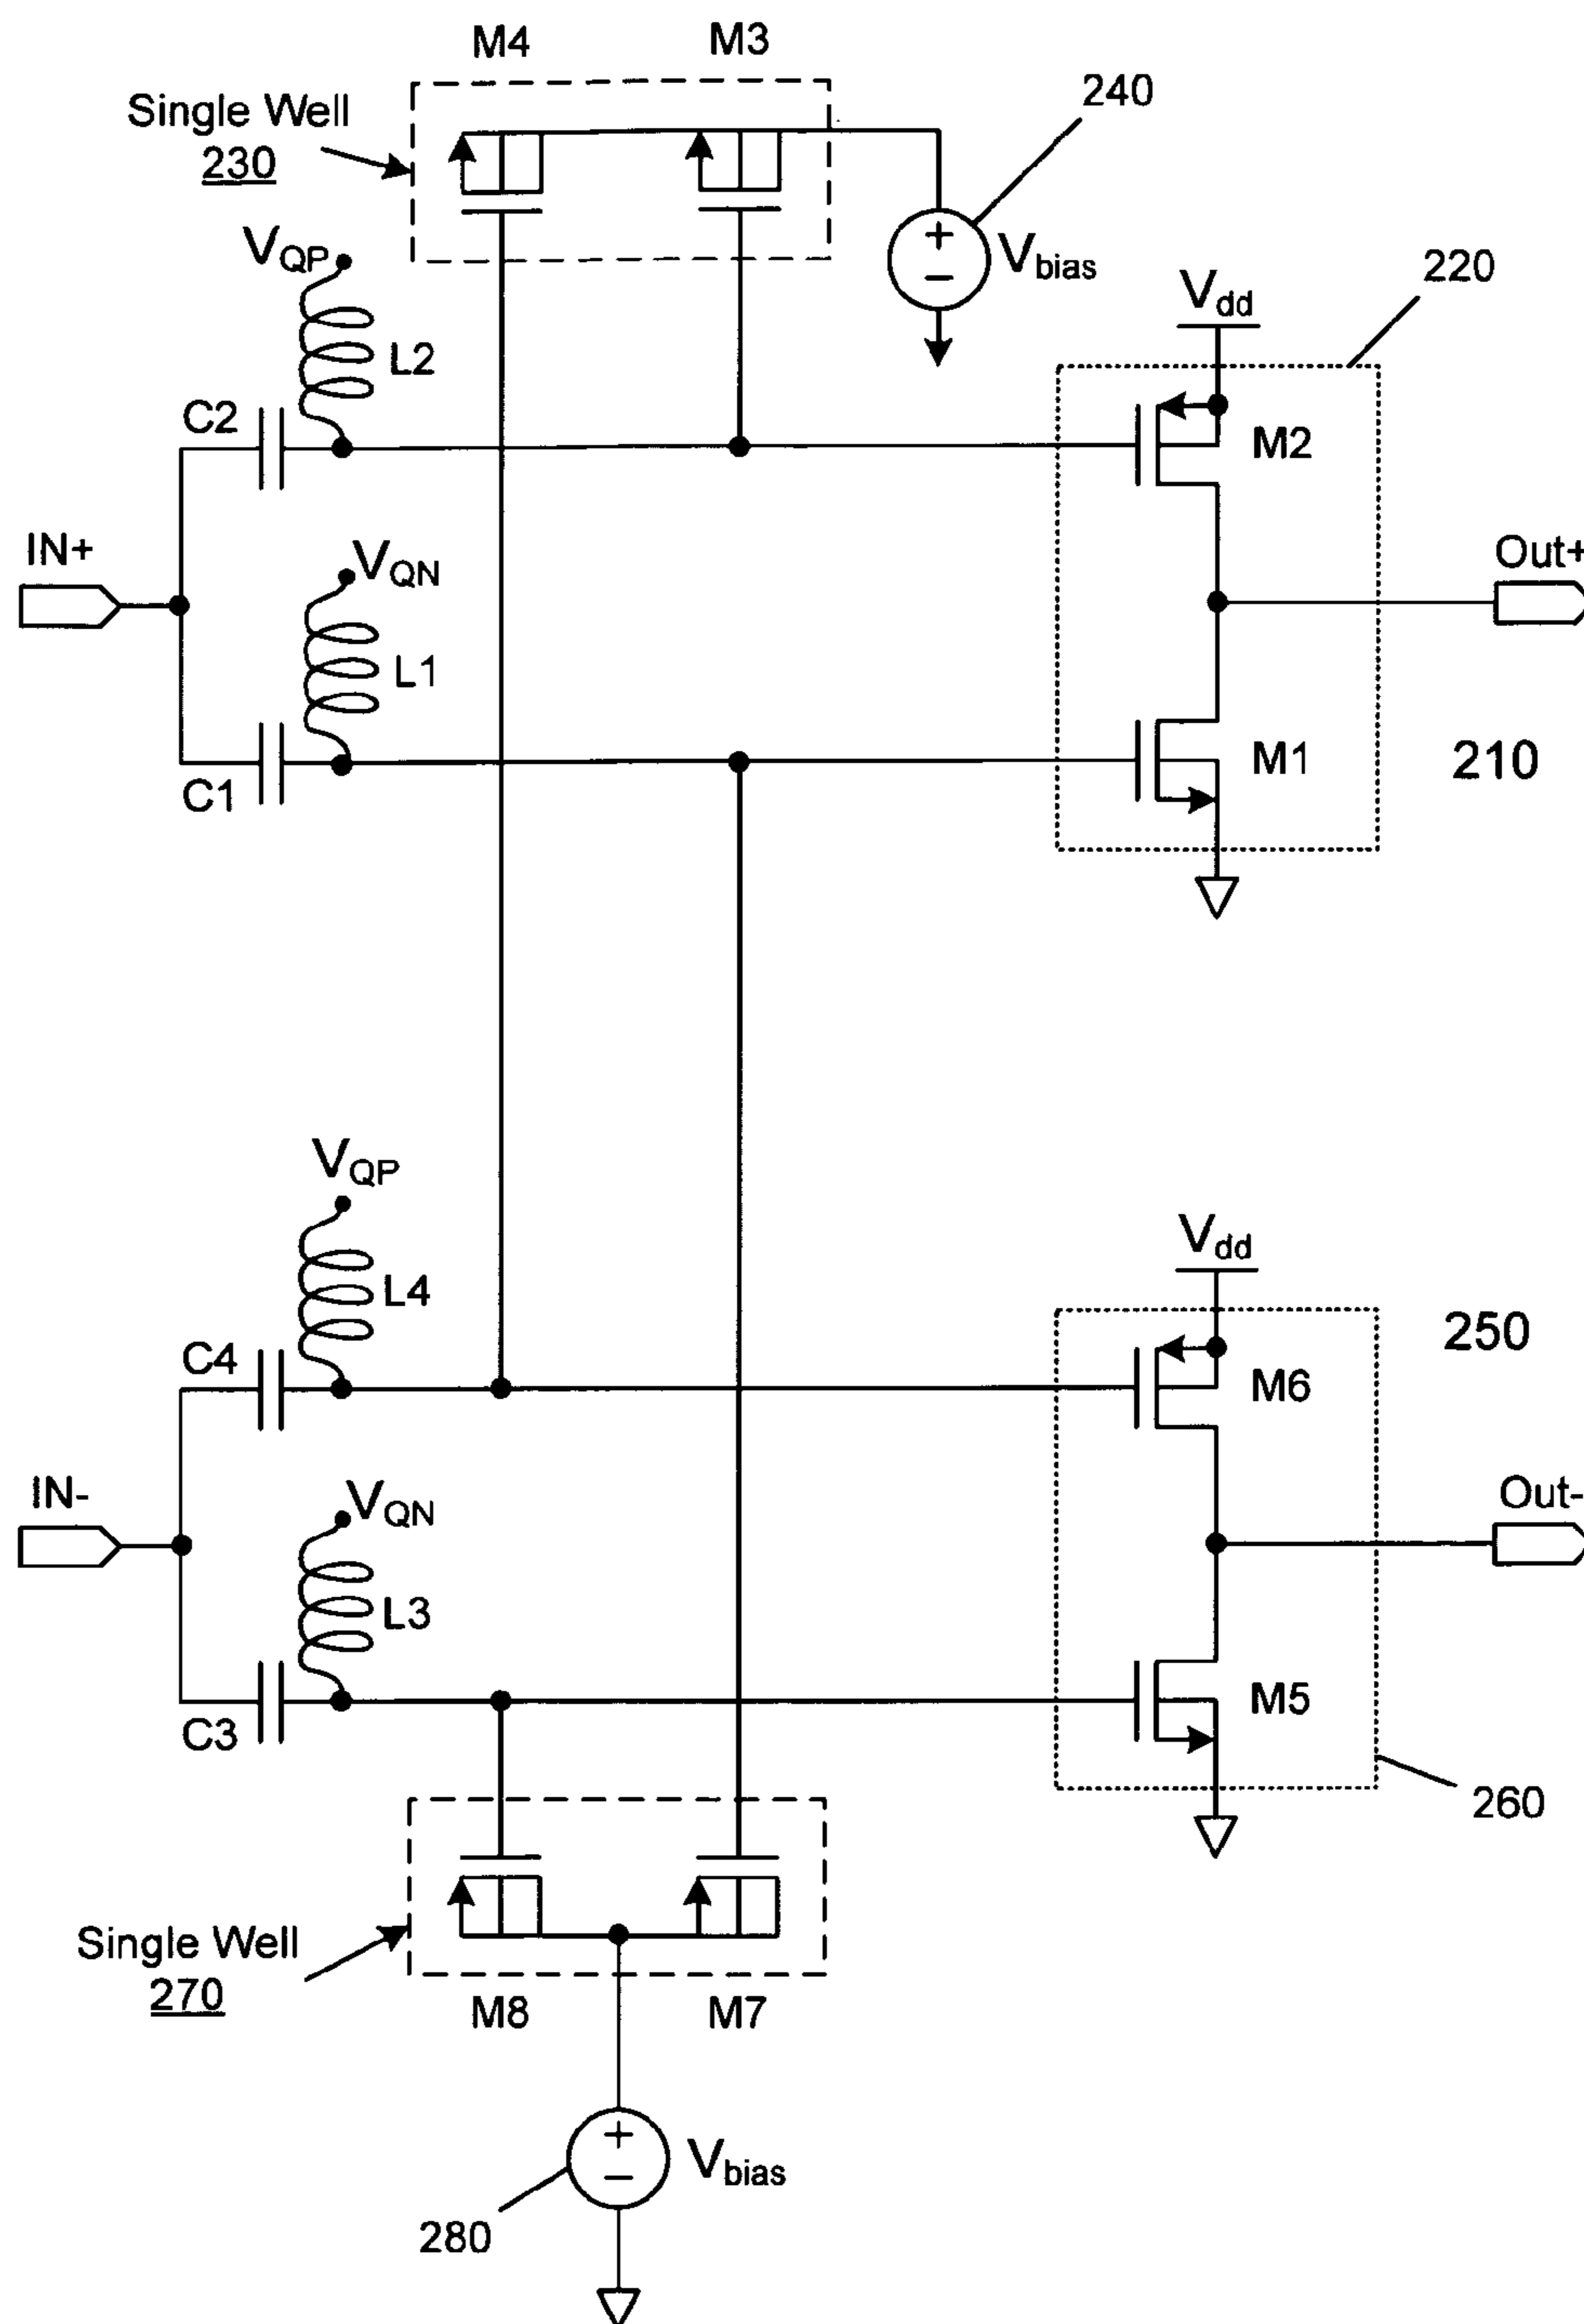 M4
M3
240
Single Well
230
VQP
Vbias
220
Vdd
L2
C2
M2
IN+
VQN
Out+
L1
M1
210
C1
VQP
Vdd
L4
250
C4
M6
IN-
VQN
Out-
L3
M5
C3
260
Single Well
270
M8
M7
Vbias
280